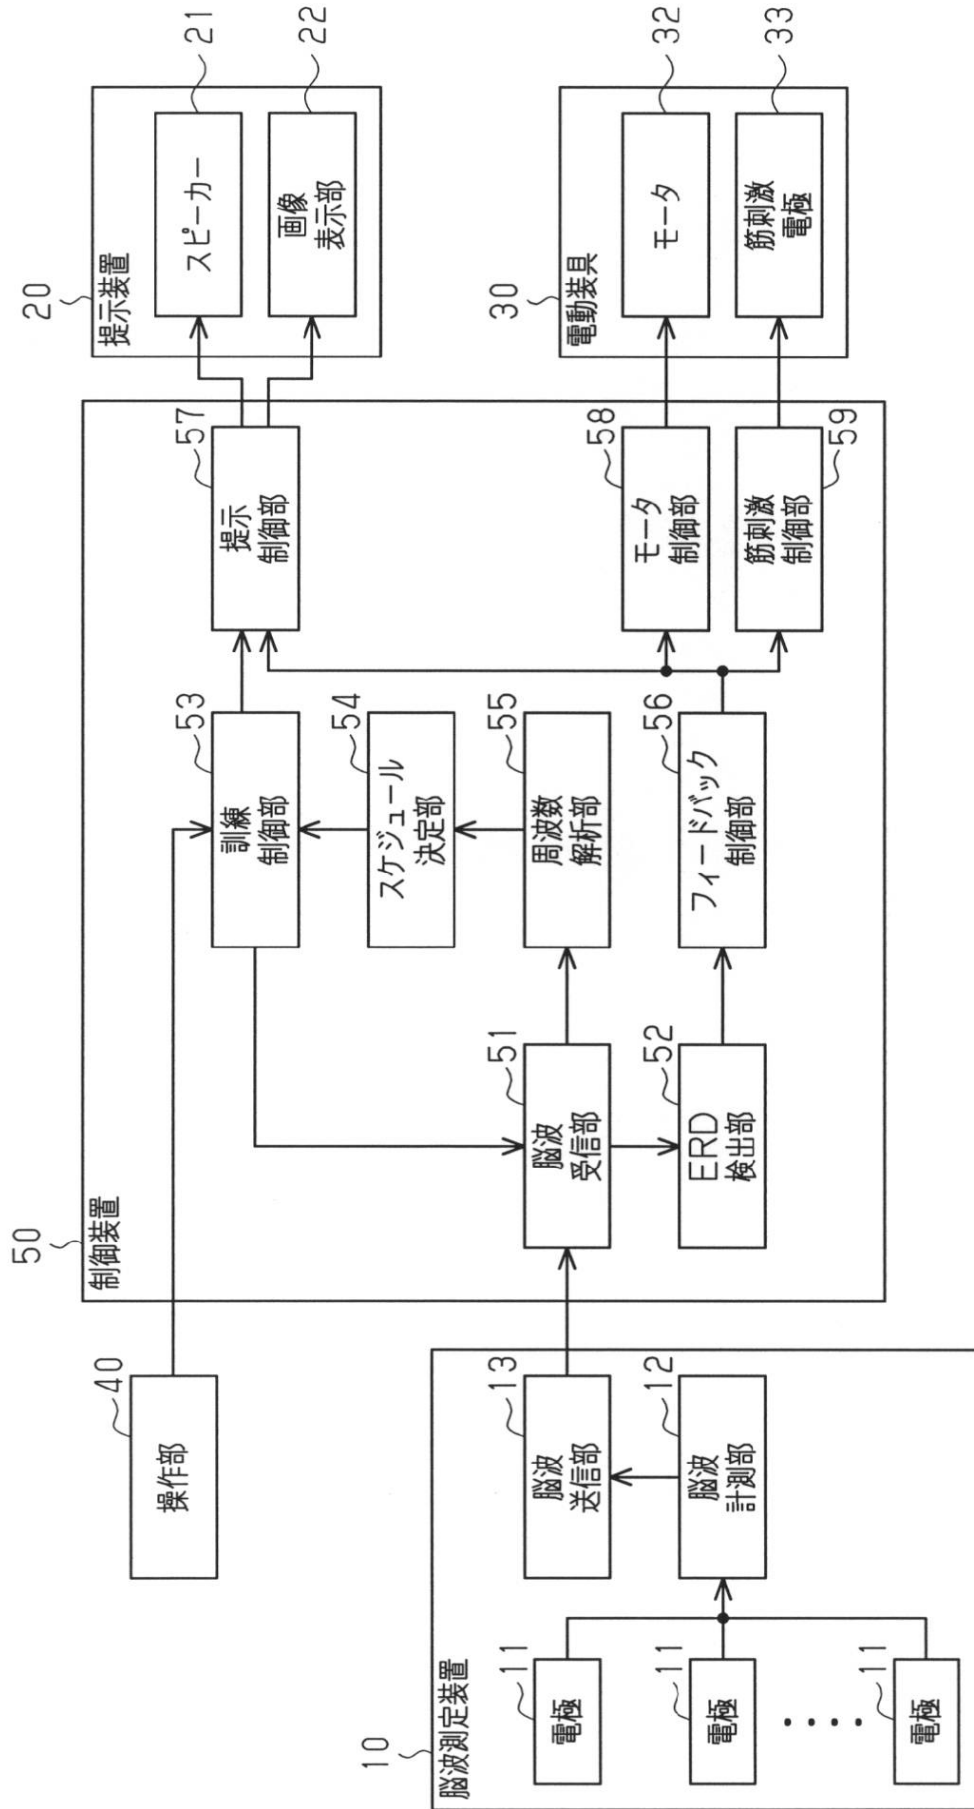 20
提示装置
スピーカー
21
画像
表示部
22
30
電動装具
モータ
32
筋刺激
電極
33
50
制御装置
提示
制御部
57
モータ
制御部
58
筋刺激
制御部
59
訓練
制御部
53
スケジュール
決定部
54
周波数
解析部
55
フィードバック
制御部
56
脳波
受信部
51
ERD
検出部
52
操作部
40
10
脳波測定装置
脳波
送信部
13
脳波
計測部
12
電極
11
電極
11
・・・・
電極
11